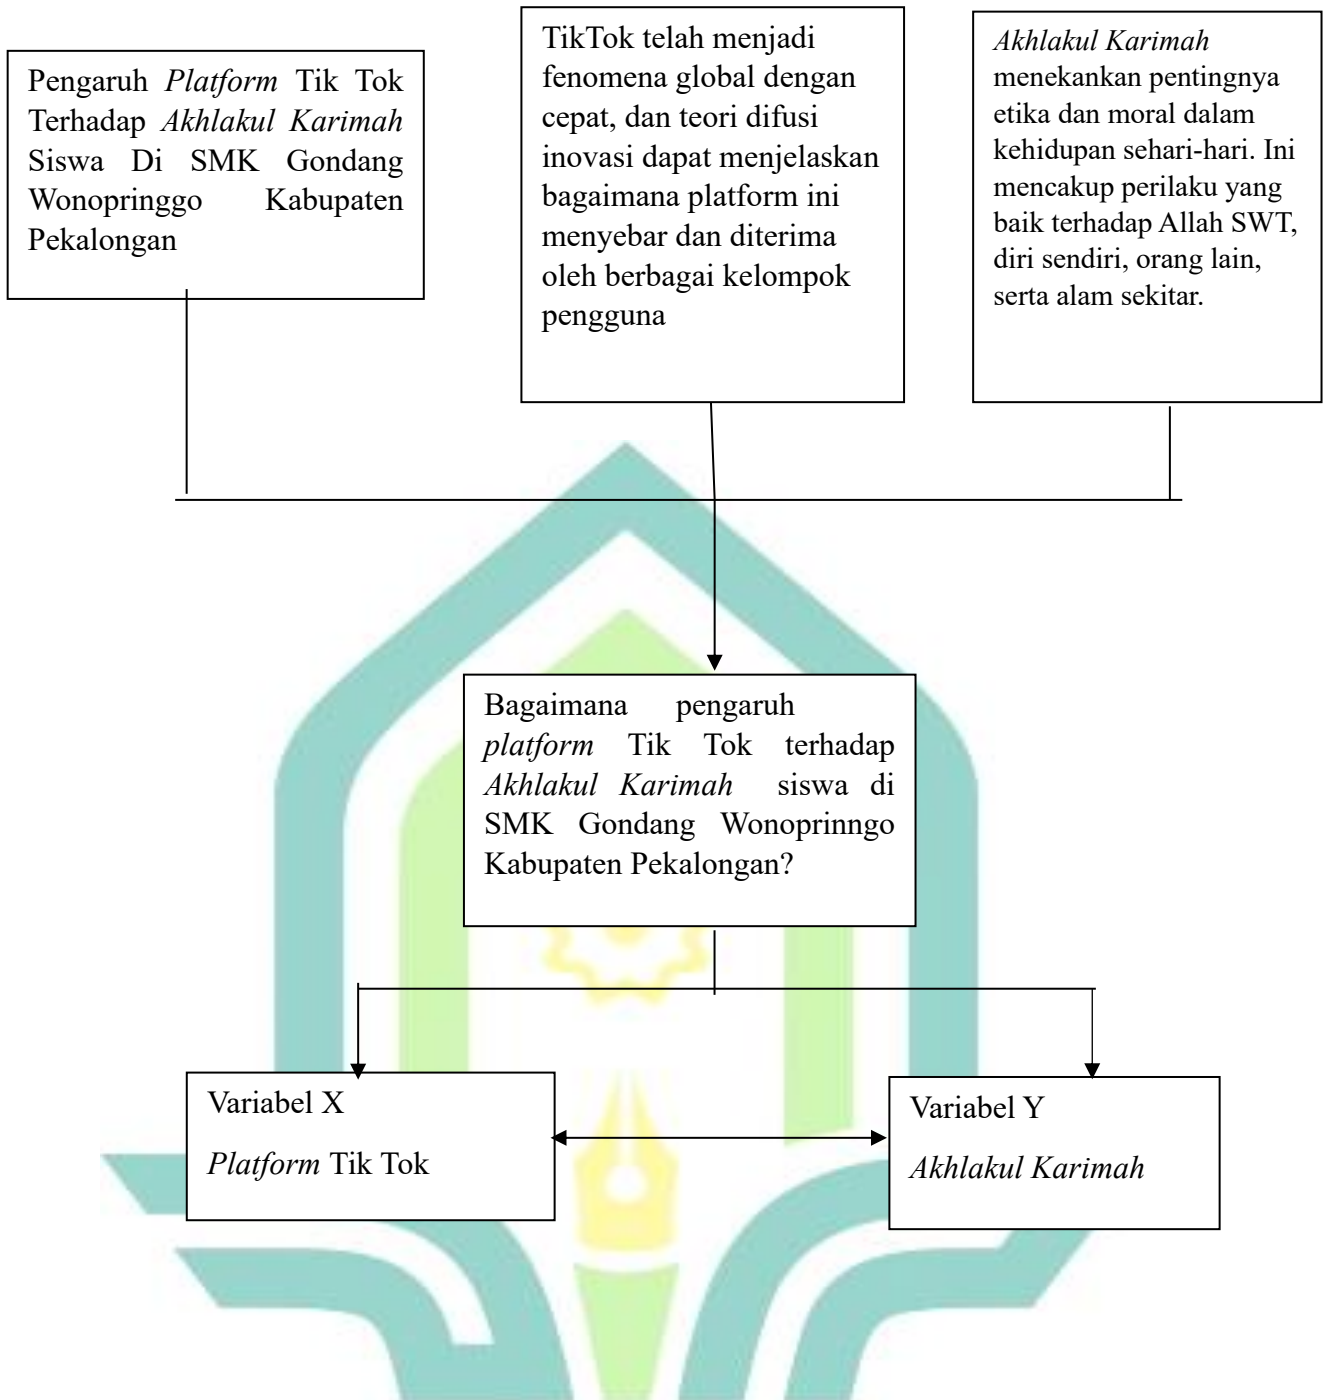 Pengaruh Platform Tik Tok
Terhadap Akhlakul Karimah
Siswa Di SMK Gondang
Wonopringgo Kabupaten
Pekalongan
TikTok telah menjadi
fenomena global dengan
cepat, dan teori difusi
inovasi dapat menjelaskan
bagaimana platform ini
menyebar dan diterima
oleh berbagai kelompok
pengguna
Akhlakul Karimah
menekankan pentingnya
etika dan moral dalam
kehidupan sehari-hari. Ini
mencakup perilaku yang
baik terhadap Allah SWT,
diri sendiri, orang lain,
serta alam sekitar.
Bagaimana pengaruh
platform Tik Tok terhadap
Akhlakul Karimah siswa di
SMK Gondang Wonoprinngo
Kabupaten Pekalongan?
Variabel X
Platform Tik Tok
Variabel Y
Akhlakul Karimah